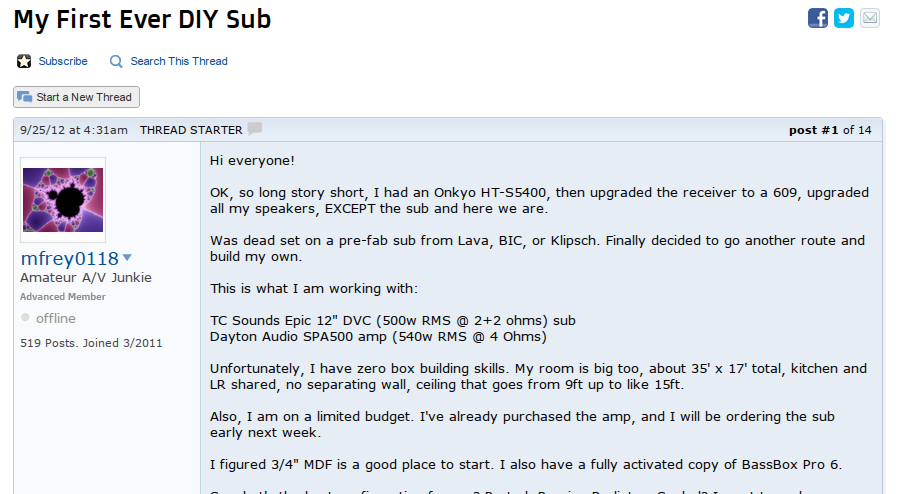 My First Ever DIY Sub
Subscribe Search This Thread
Start a New Thread
9/25/12 at 4:31am THREAD STARTER post #1 of 14
mfrey0118
Amateur A/V Junkie
Advanced Member
offline
519 Posts. Joined 3/2011
Hi everyone!
OK, so long story short, I had an Onkyo HT-S5400, then upgraded the receiver to a 609, upgraded
all my speakers, EXCEPT the sub and here we are.
Was dead set on a pre-fab sub from Lava, BIC, or Klipsch. Finally decided to go another route and
build my own.
This is what I am working with:
TC Sounds Epic 12" DVC (500w RMS @ 2+2 ohms) sub
Dayton Audio SPA500 amp (540w RMS @ 4 Ohms)
Unfortunately, I have zero box building skills. My room is big too, about 35' x 17' total, kitchen and
LR shared, no separating wall, ceiling that goes from 9ft up to like 15ft.
Also, I am on a limited budget. I've already purchased the amp, and I will be ordering the sub
early next week.
I figured 3/4" MDF is a good place to start. I also have a fully activated copy of BassBox Pro 6.